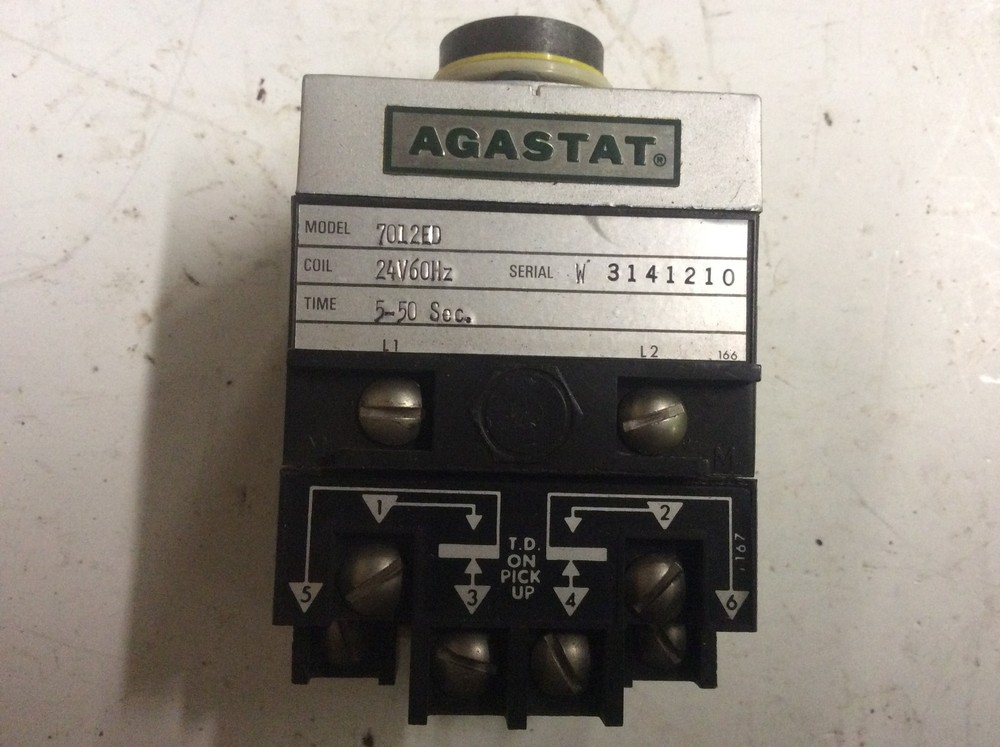 AGASTAT®
MODEL 7012ED
COIL 24V60Hz SERIAL W 3141210
TIME 5-50 Sec.
L1 L2 .166
1 2
T.D.
ON
PICK
UP
.167
5 3 4 6